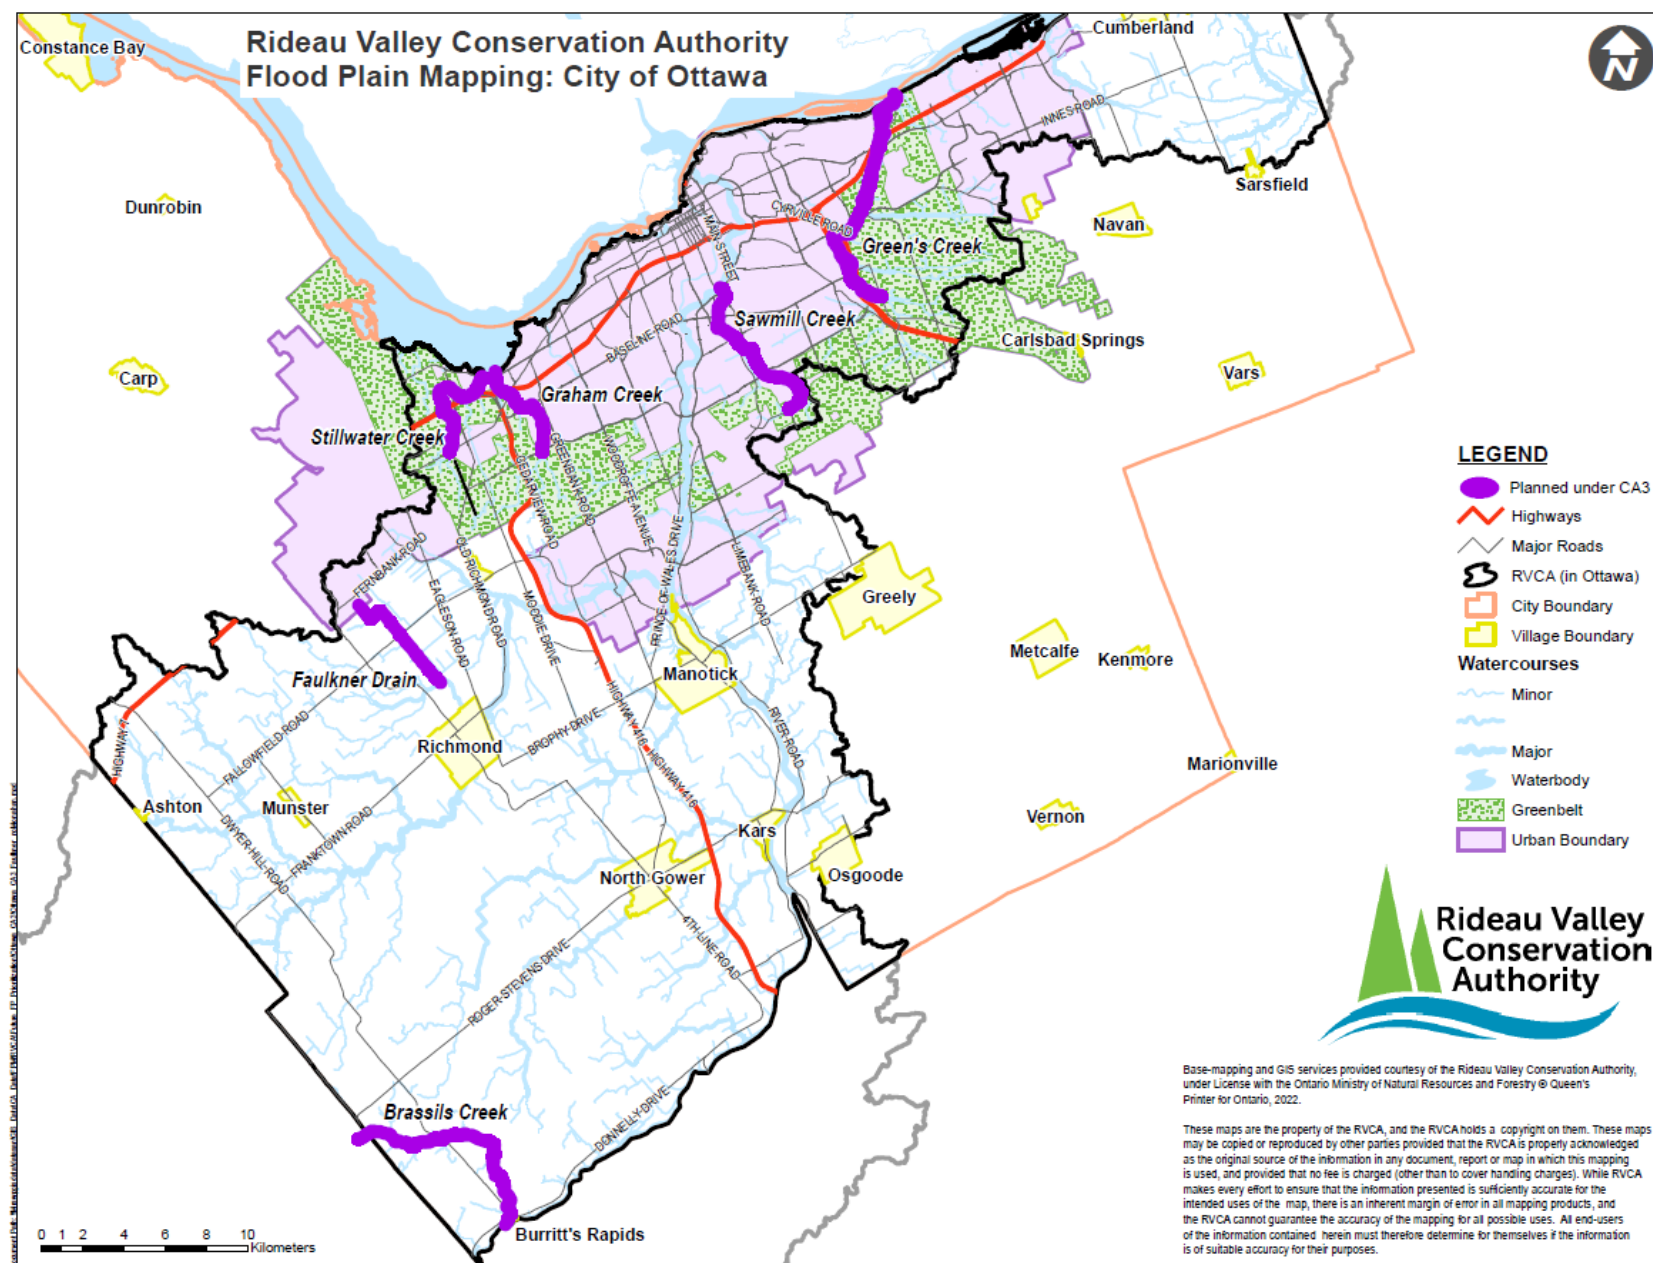 Rideau Valley Conservation Authority
Flood Plain Mapping: City of Ottawa
Constance Bay
Cumberland
N
INNES ROAD
Sarsfield
Dunrobin
Navan
CYRVILLE ROAD
MAIN STREET
Green's Creek
Sawmill Creek
BASELINE ROAD
Carlsbad Springs
Carp
Vars
Graham Creek
Stillwater Creek
GREENBANK ROAD
WOODROFFE AVENUE
CEDARVIEW ROAD
FERNBANK ROAD
OLD RICHMOND ROAD
EAGLESON ROAD
MOODIE DRIVE
PRINCE OF WALES DRIVE
LIMEBANK ROAD
Greely
Metcalfe
Kenmore
Manotick
Faulkner Drain
HIGHWAY 7
FALLOWFIELD ROAD
Richmond
BROPHY DRIVE
HIGHWAY 416
HIGHWAY 416
RIVER ROAD
Marionville
Ashton
Munster
DWYER HILL ROAD
FRANKTOWN ROAD
Kars
Vernon
North Gower
Osgoode
4TH LINE ROAD
ROGER STEVENS DRIVE
Brassils Creek
DONNELLY DRIVE
Burritt's Rapids
0 1 2 4 6 8 10
Kilometers
LEGEND
Planned under CA3
Highways
Major Roads
RVCA (in Ottawa)
City Boundary
Village Boundary
Watercourses
Minor
Major
Waterbody
Greenbelt
Urban Boundary
Rideau Valley
Conservation
Authority
Base-mapping and GIS services provided courtesy of the Rideau Valley Conservation Authority,
under License with the Ontario Ministry of Natural Resources and Forestry © Queen's
Printer for Ontario, 2022.
These maps are the property of the RVCA, and the RVCA holds a copyright on them. These maps
may be copied or reproduced by other parties provided that the RVCA is properly acknowledged
as the original source of the information in any document, report or map in which this mapping
is used, and provided that no fee is charged (other than to cover handling charges). While RVCA
makes every effort to ensure that the information presented is sufficiently accurate for the
intended uses of the map, there is an inherent margin of error in all mapping products, and
the RVCA cannot guarantee the accuracy of the mapping for all possible uses. All end-users
of the information contained herein must therefore determine for themselves if the information
is of suitable accuracy for their purposes.